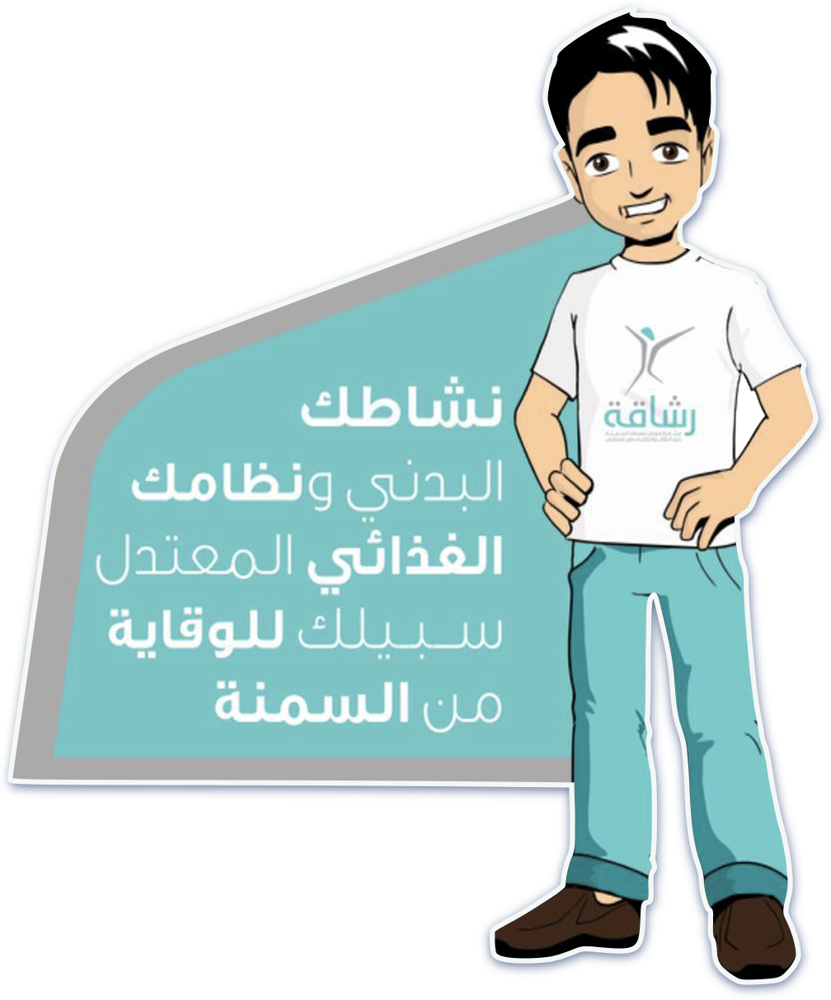 نشاطك
البدني ونظامك
الغذائي المعتدل
سبيلك للوقاية
من السمنة
رشاقة